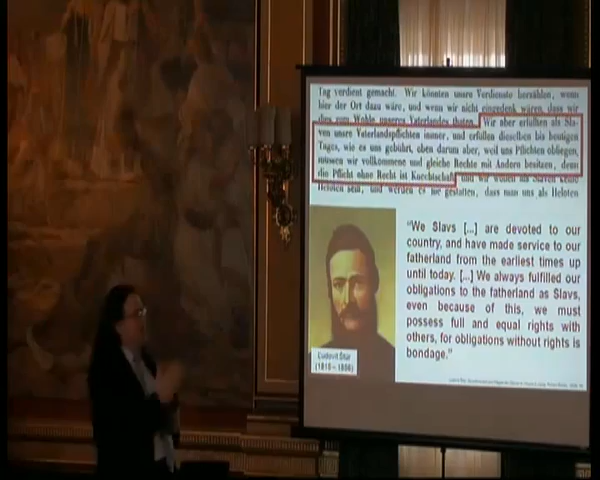 Tag verdient gemacht. Wir könnten unsre Verdienste herzählen, wenn
hier der Ort dazu wäre, und wenn wir nicht eingedenk wären, dass wir
dies zum Wohle unseres Vaterlandes thaten. Wir aber erfüllen als Sla-
ven unsre Vaterlandspflichten immer, und erfüllen dieselben bis heutigen
Tages, wie es uns gebührt, eben darum aber, weil uns Pflichten obliegen,
müssen wir vollkommene und gleiche Rechte mit Andern besitzen, denn
die Pflicht ohne Recht ist Knechtschaft, und wir wollen als Slaven keine
Heloten sein, und werden es nie gestatten, dass man uns als Heloten
"We Slavs [...] are devoted to our
country, and have made service to our
fatherland from the earliest times up
until today. [...] We always fulfilled our
obligations to the fatherland as Slavs,
even because of this, we must
possess full and equal rights with
others, for obligations without rights is
bondage."
Ľudovít Štúr
(1815 – 1856)